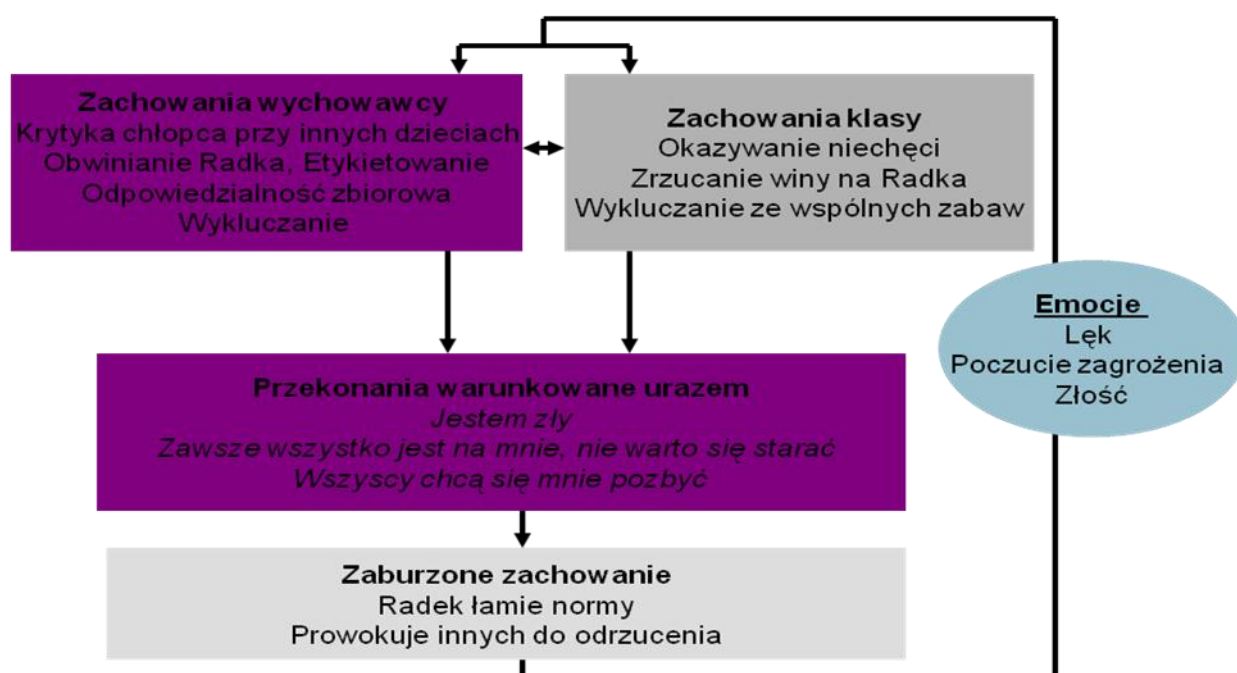 Zachowania wychowawcy
Krytyka chłopca przy innych dzieciach
Obwinianie Radka, Etykietowanie
Odpowiedzialność zbiorowa
Wykluczanie
Zachowania klasy
Okazywanie niechęci
Zrzucanie winy na Radka
Wykluczanie ze wspólnych zabaw
Emocje
Lęk
Poczucie zagrożenia
Złość
Przekonania warunkowane urazem
Jestem zły
Zawsze wszystko jest na mnie, nie warto się starać
Wszyscy chcą się mnie pozbyć
Zaburzone zachowanie
Radek łamie normy
Prowokuje innych do odrzucenia